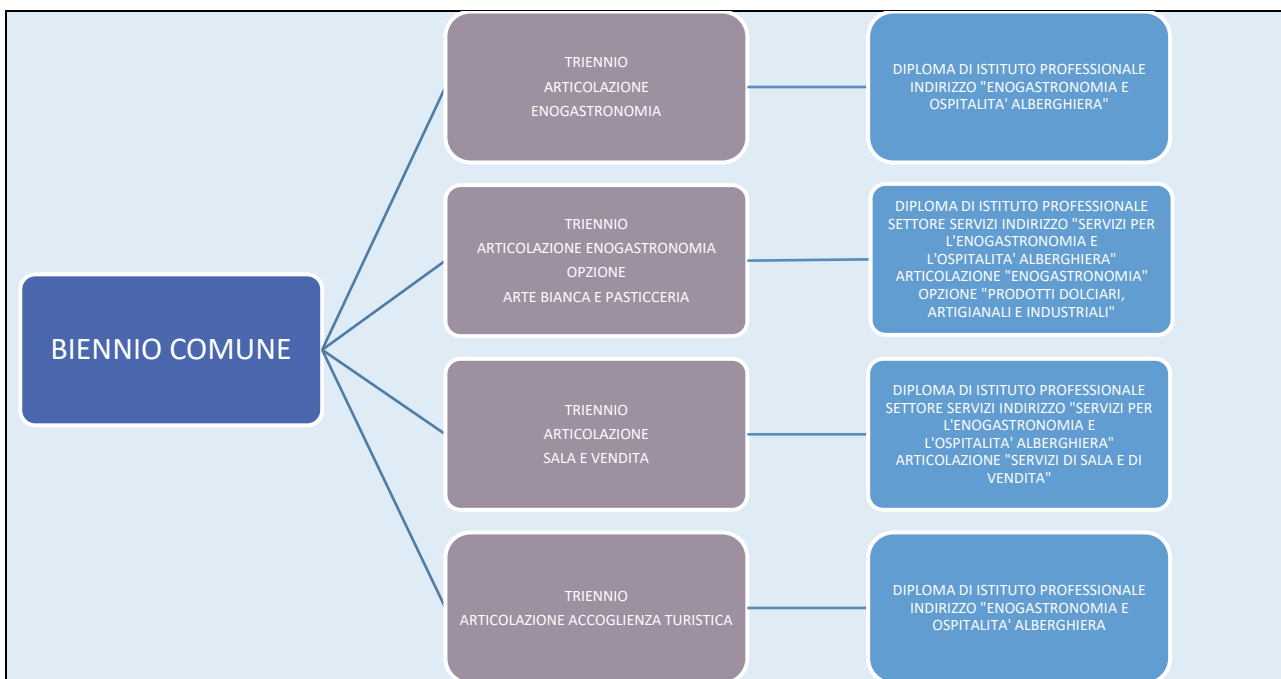 BIENNIO COMUNE
TRIENNIO
ARTICOLAZIONE
ENOGASTRONOMIA
DIPLOMA DI ISTITUTO PROFESSIONALE
INDIRIZZO "ENOGASTRONOMIA E
OSPITALITA' ALBERGHIERA"
TRIENNIO
ARTICOLAZIONE ENOGASTRONOMIA
OPZIONE
ARTE BIANCA E PASTICCERIA
DIPLOMA DI ISTITUTO PROFESSIONALE
SETTORE SERVIZI INDIRIZZO "SERVIZI PER
L'ENOGASTRONOMIA E
L'OSPITALITA' ALBERGHIERA"
ARTICOLAZIONE "ENOGASTRONOMIA"
OPZIONE "PRODOTTI DOLCIARI,
ARTIGIANALI E INDUSTRIALI"
TRIENNIO
ARTICOLAZIONE
SALA E VENDITA
DIPLOMA DI ISTITUTO PROFESSIONALE
SETTORE SERVIZI INDIRIZZO "SERVIZI PER
L'ENOGASTRONOMIA E
L'OSPITALITA' ALBERGHIERA"
ARTICOLAZIONE "SERVIZI DI SALA E DI
VENDITA"
TRIENNIO
ARTICOLAZIONE ACCOGLIENZA TURISTICA
DIPLOMA DI ISTITUTO PROFESSIONALE
INDIRIZZO "ENOGASTRONOMIA E
OSPITALITA' ALBERGHIERA